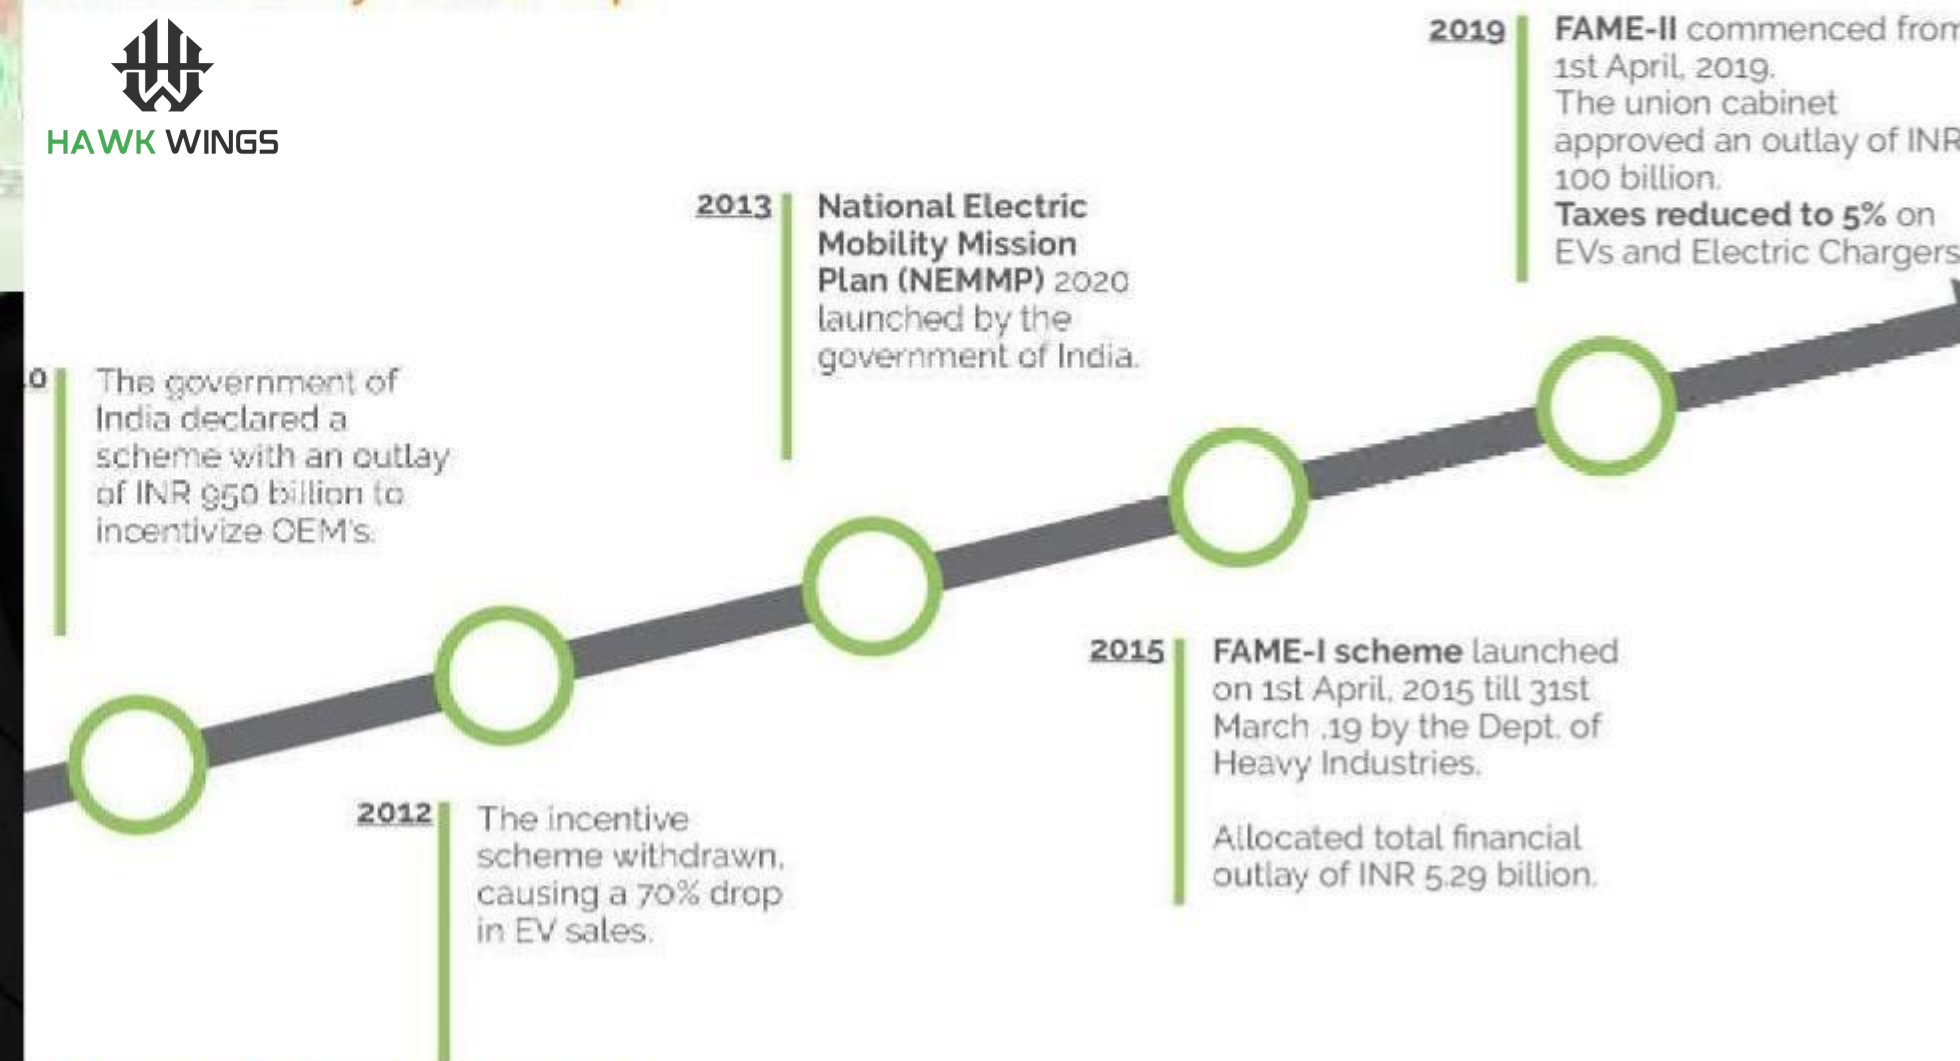 HAWK WINGS
The government of
India declared a
scheme with an outlay
of INR 950 billion to
incentivize OEM's.
2012
The incentive
scheme withdrawn,
causing a 70% drop
in EV sales.
2013
National Electric
Mobility Mission
Plan (NEMMP) 2020
launched by the
government of India.
2015
FAME-I scheme launched
on 1st April, 2015 till 31st
March .19 by the Dept. of
Heavy Industries.
Allocated total financial
outlay of INR 5.29 billion.
2019
FAME-II commenced from
1st April, 2019.
The union cabinet
approved an outlay of INR
100 billion.
Taxes reduced to 5% on
EVs and Electric Chargers